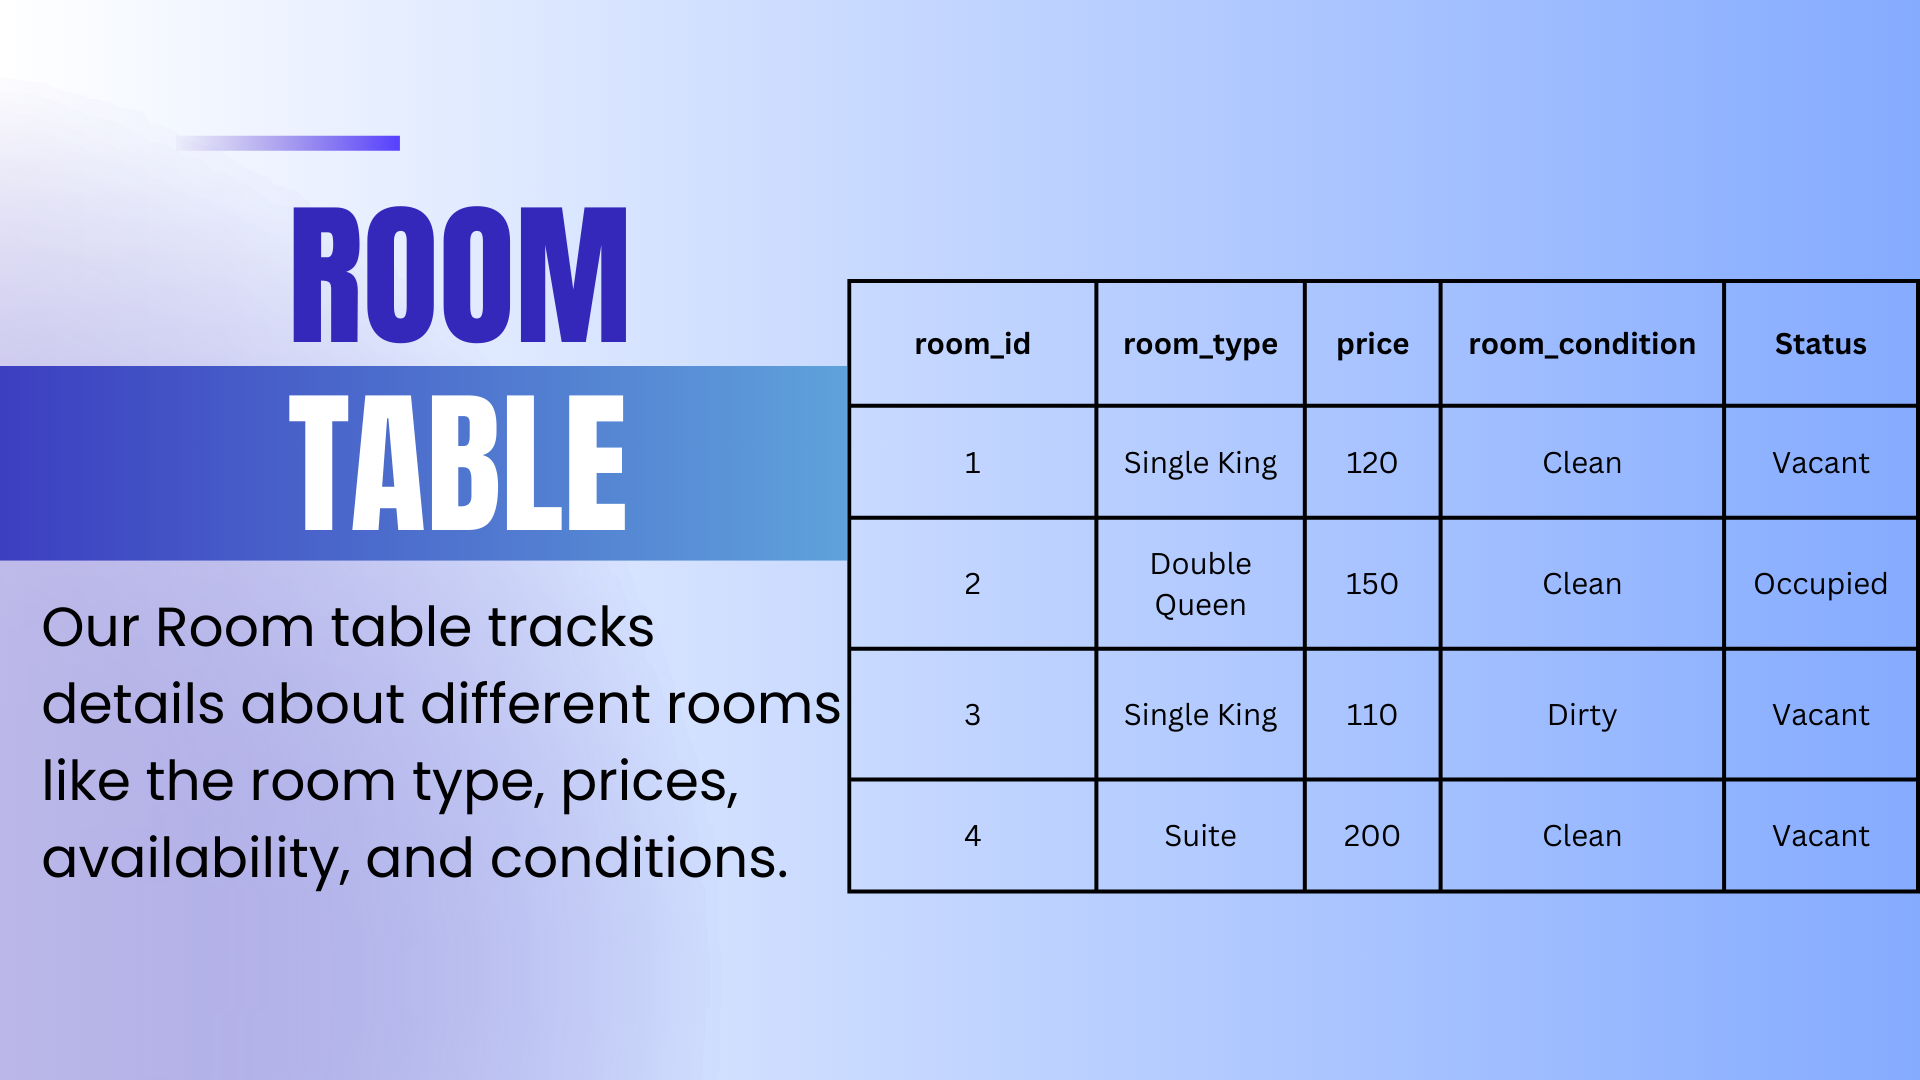 ROOM
TABLE
Our Room table tracks
details about different rooms
like the room type, prices,
availability, and conditions.
room_id room_type price room_condition Status
1 Single King 120 Clean Vacant
2 Double Queen 150 Clean Occupied
3 Single King 110 Dirty Vacant
4 Suite 200 Clean Vacant